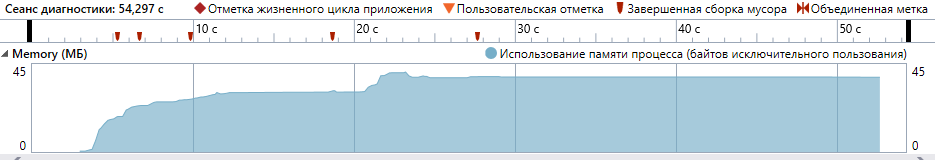 Сеанс диагностики: 54,297 с Отметка жизненного цикла приложения Пользовательская отметка Завершенная сборка мусора Объединенная метка
10 с 20 с 30 с 40 с 50 с
Memory (МБ) Использование памяти процесса (байтов исключительного пользования)
45 45
0 0